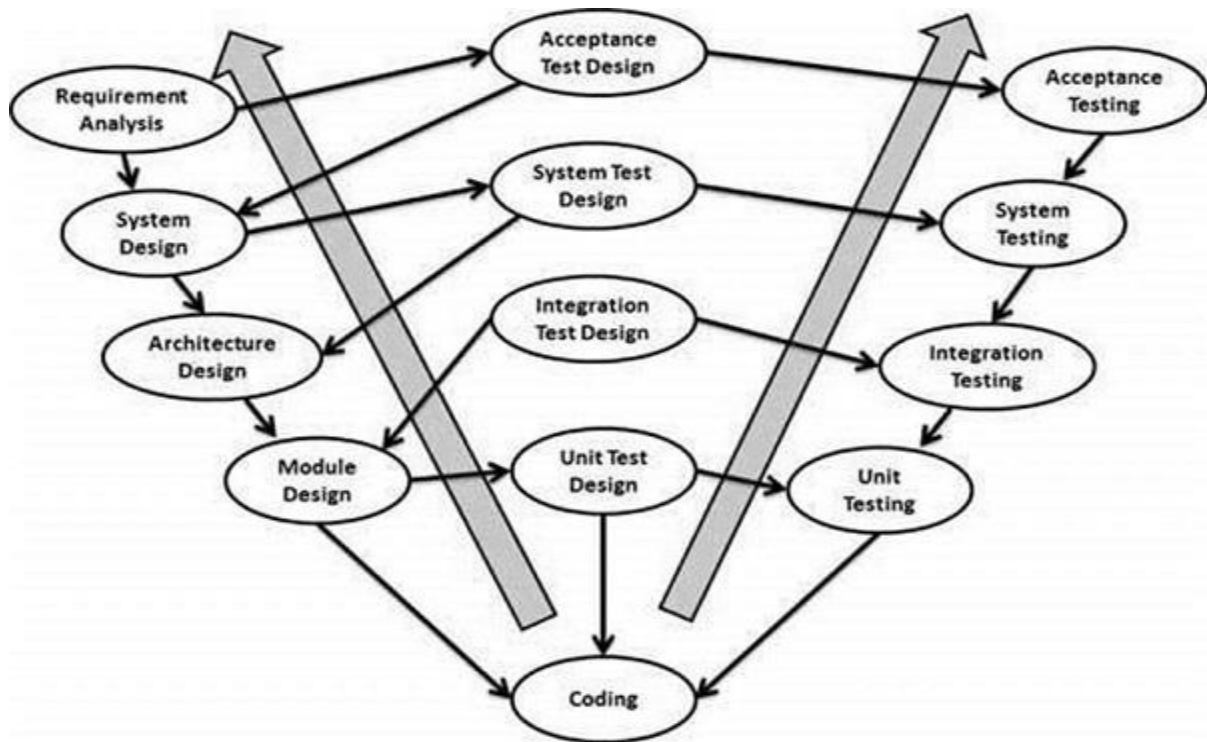 Acceptance
Test Design
Requirement
Analysis
Acceptance
Testing
System Test
Design
System
Design
System
Testing
Integration
Test Design
Architecture
Design
Integration
Testing
Module
Design
Unit Test
Design
Unit
Testing
Coding